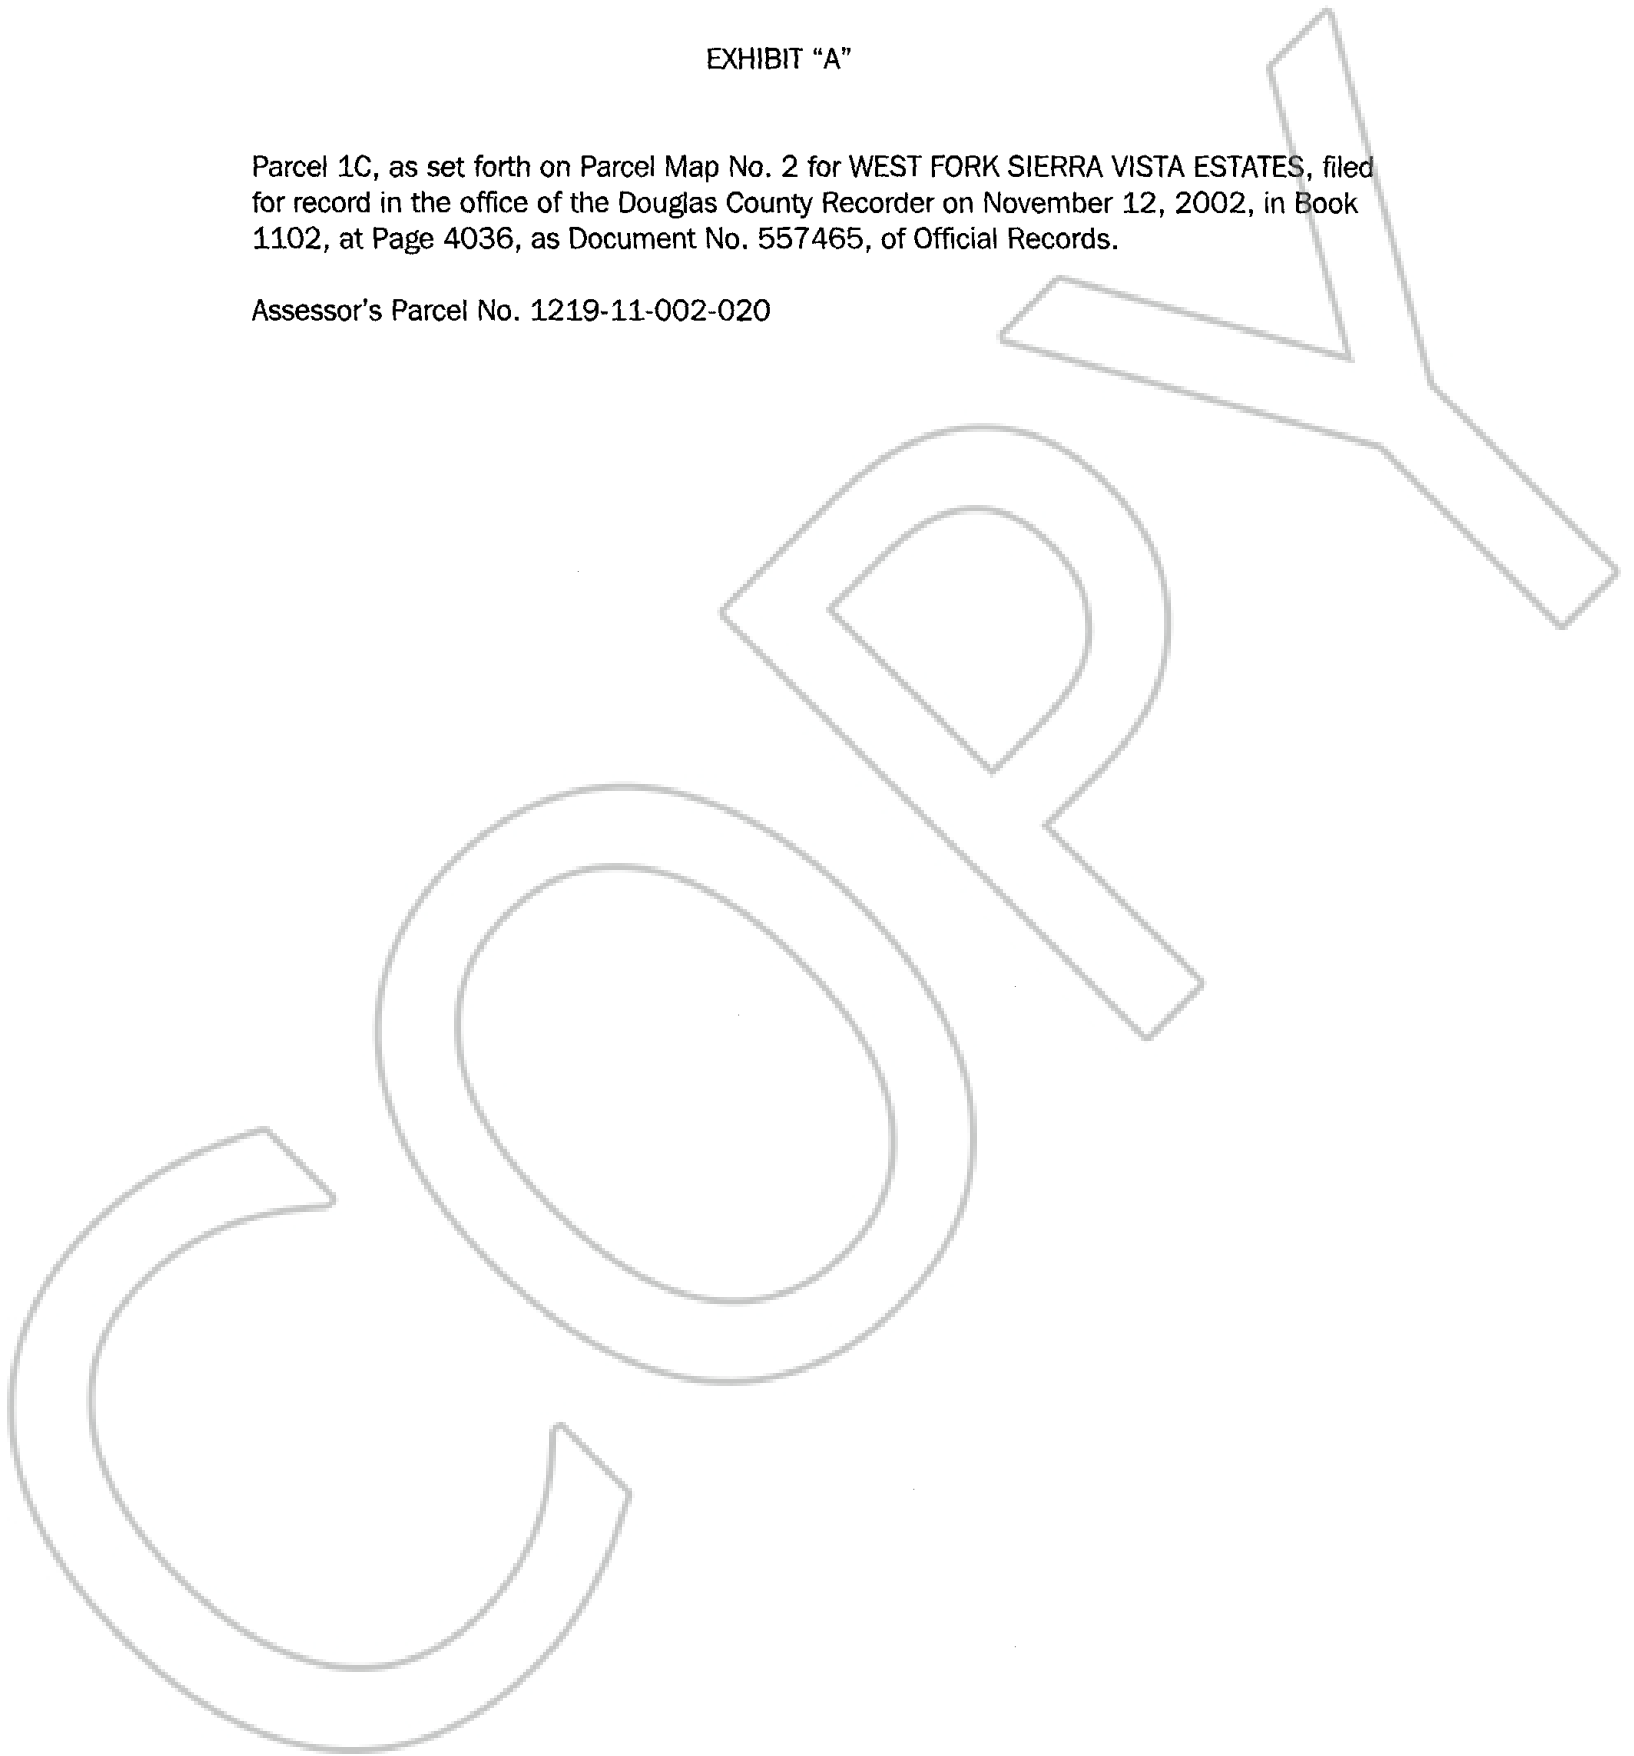 EXHIBIT “A”
Parcel 1C, as set forth on Parcel Map No. 2 for WEST FORK SIERRA VISTA ESTATES, filed
for record in the office of the Douglas County Recorder on November 12, 2002, in Book
1102, at Page 4036, as Document No. 557465, of Official Records.
Assessor's Parcel No. 1219-11-002-020
COPY